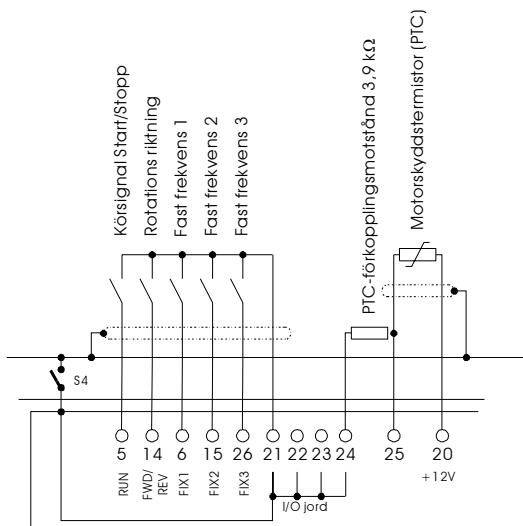 Körsignal Start/Stopp
Rotations riktning
Fast frekvens 1
Fast frekvens 2
Fast frekvens 3
PTC-förkopplingsmotstånd 3,9 kΩ
Motorskyddstermistor (PTC)
S4
5 14 6 15 26 21 22 23 24 25 20
RUN
FWD/
REV
FIX1
FIX2
FIX3
I/O jord
+12V